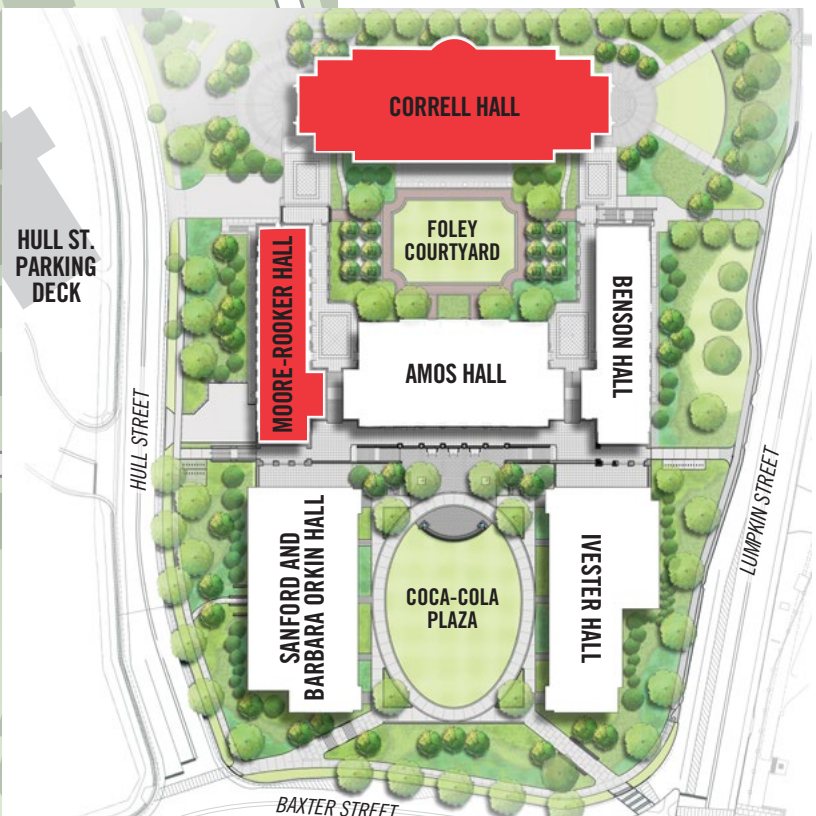 CORRELL HALL
HULL ST.
PARKING
DECK
MOORE-ROOKER HALL
FOLEY
COURTYARD
BENSON HALL
AMOS HALL
HULL STREET
LUMPKIN STREET
SANFORD AND
BARBARA ORKIN HALL
COCA-COLA
PLAZA
IVESTER HALL
BAXTER STREET